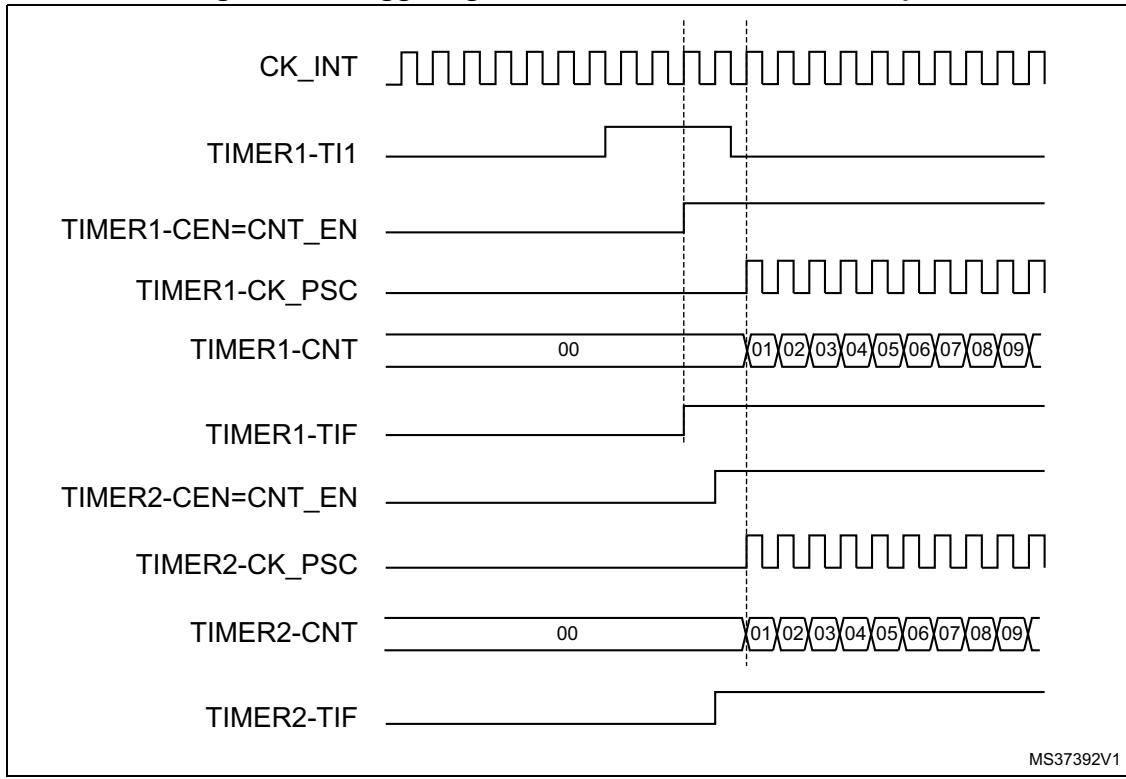 CK_INT
TIMER1-TI1
TIMER1-CEN=CNT_EN
TIMER1-CK_PSC
TIMER1-CNT 00 01 02 03 04 05 06 07 08 09
TIMER1-TIF
TIMER2-CEN=CNT_EN
TIMER2-CK_PSC
TIMER2-CNT 00 01 02 03 04 05 06 07 08 09
TIMER2-TIF
MS37392V1